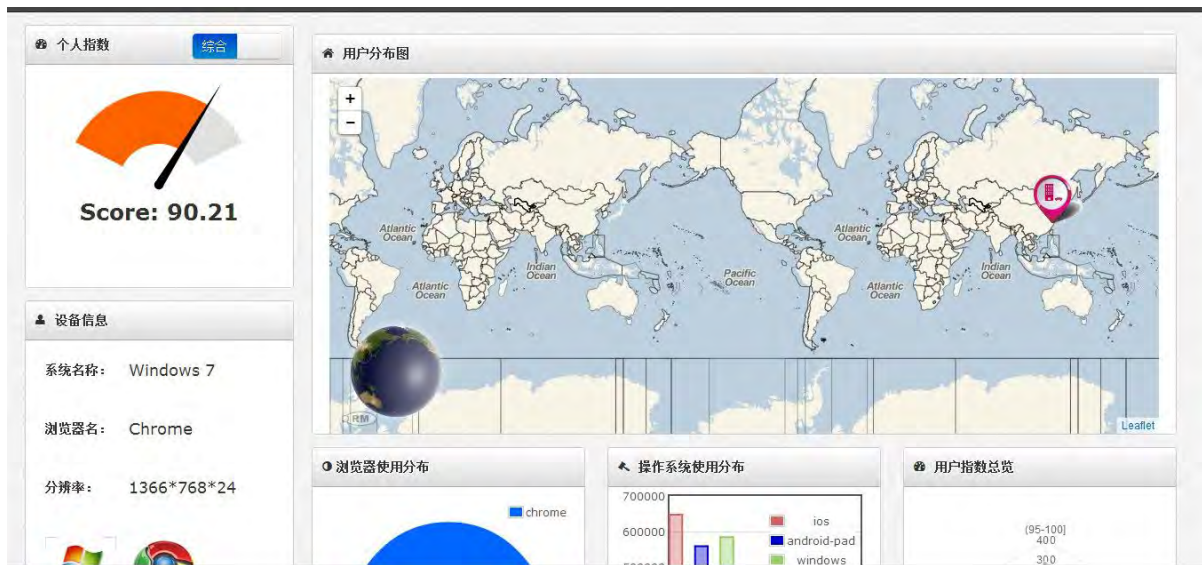 个人指数
综合
Score: 90.21
设备信息
系统名称: Windows 7
浏览器名: Chrome
分辨率: 1366*768*24
用户分布图
+
−
Atlantic
Ocean
Atlantic
Ocean
Indian
Ocean
Pacific
Ocean
Atlantic
Ocean
Atlantic
Ocean
Indian
Ocean
RM
Leaflet
浏览器使用分布
chrome
操作系统使用分布
700000
600000
500000
ios
android-pad
windows
用户指数总览
(95-100]
400
300